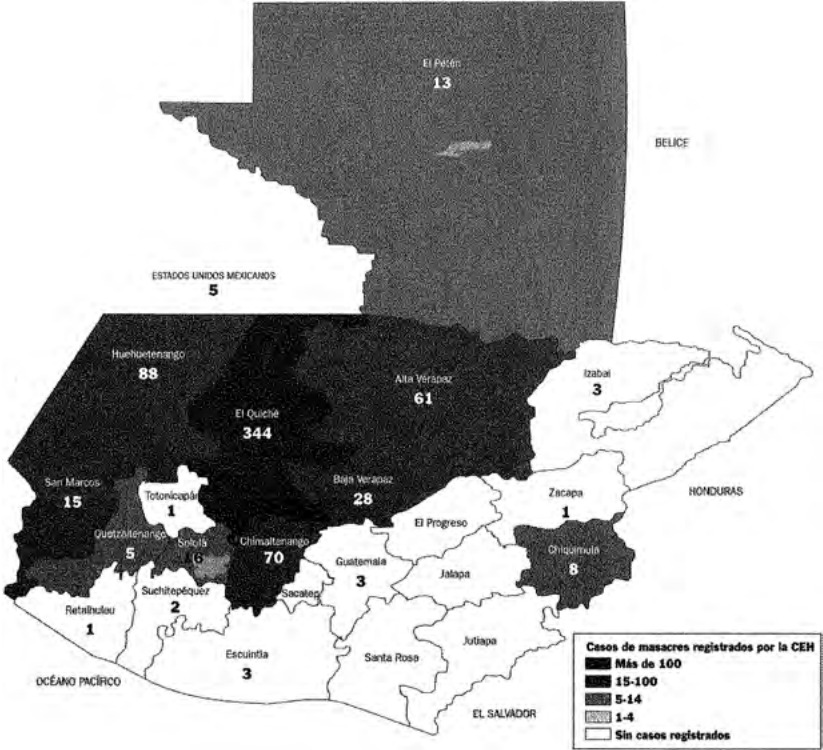 El Petén
13
BELICE
ESTADOS UNIDOS MEXICANOS
5
Huehuetenango
88
Alta Verapaz
61
Izabal
3
El Quiché
344
San Marcos
15
Totonicapán
1
Baja Verapaz
28
Zacapa
1
HONDURAS
El Progreso
Quetzaltenango
5
Sololá
16
Chimaltenango
70
Guatemala
3
Chiquimula
8
Jalapa
Sacatep
Suchitepéquez
2
Retalhuleu
1
Escuintla
3
Santa Rosa
Jutiapa
OCÉANO PACÍFICO
EL SALVADOR
Casos de masacres registrados por la CEH
Más de 100
15-100
5-14
1-4
Sin casos registrados